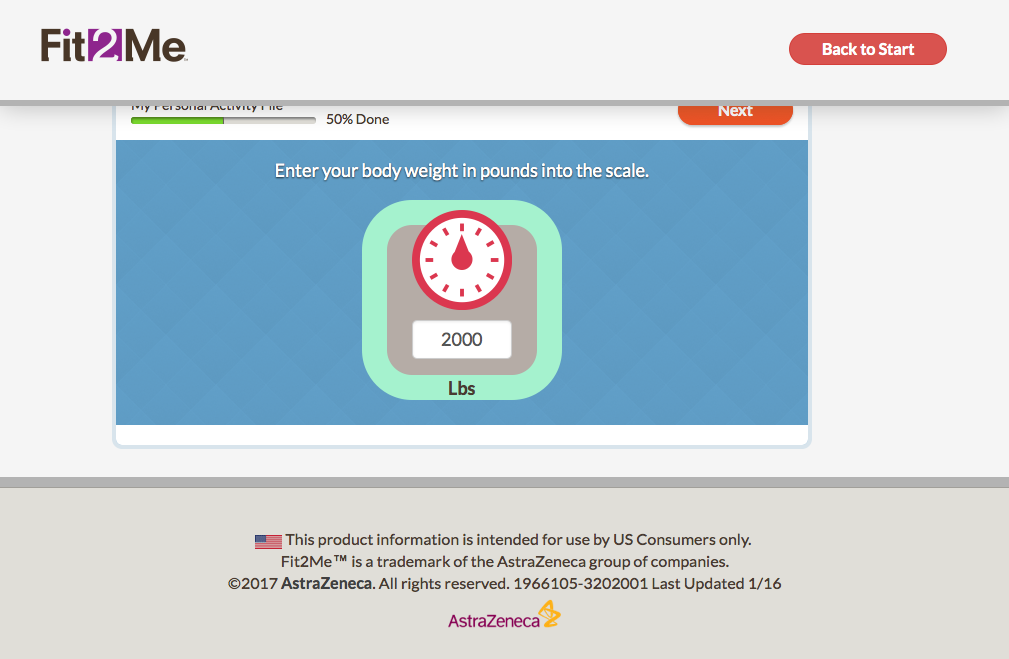 Fit2Me™
Back to Start
My Personal Activity File
50% Done
Next
Enter your body weight in pounds into the scale.
2000
Lbs
This product information is intended for use by US Consumers only.
Fit2Me™ is a trademark of the AstraZeneca group of companies.
©2017 AstraZeneca. All rights reserved. 1966105-3202001 Last Updated 1/16
AstraZeneca